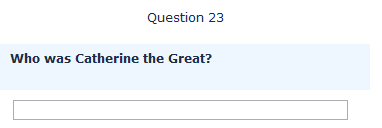 Question 23
Who was Catherine the Great?